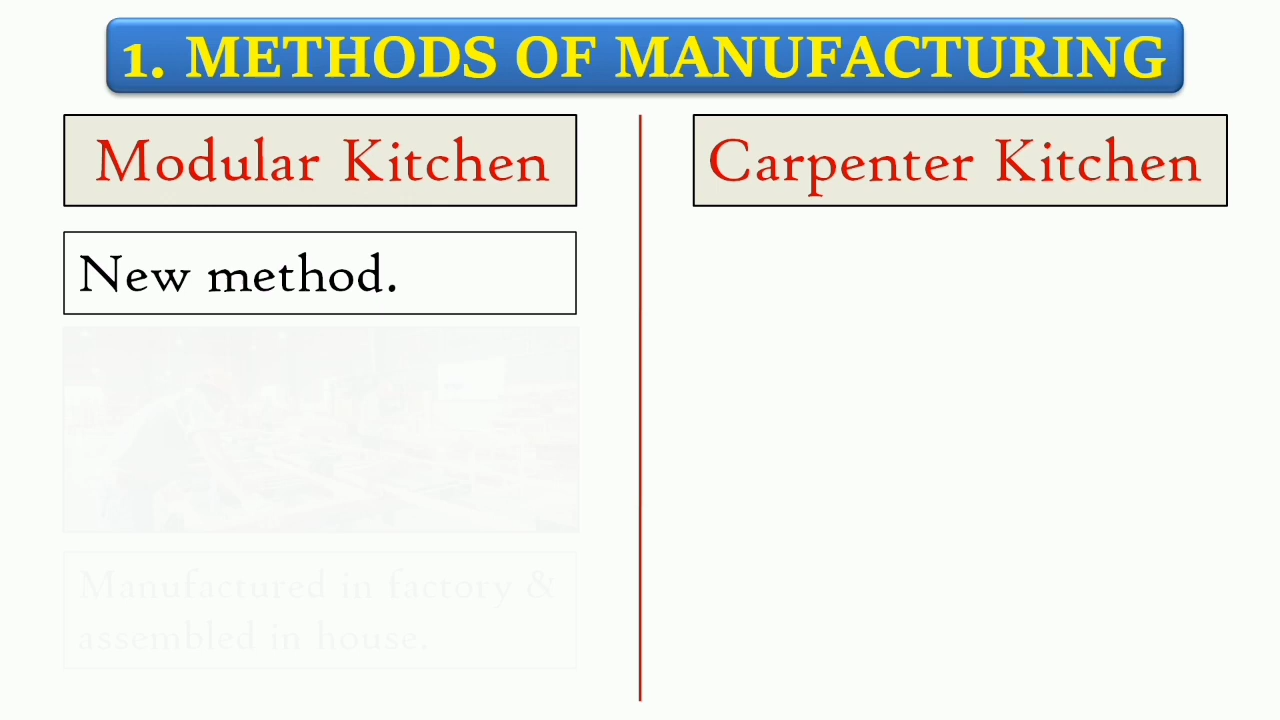 1. METHODS OF MANUFACTURING
Modular Kitchen
Carpenter Kitchen
New method.
Manufactured in factory &
assembled in house.